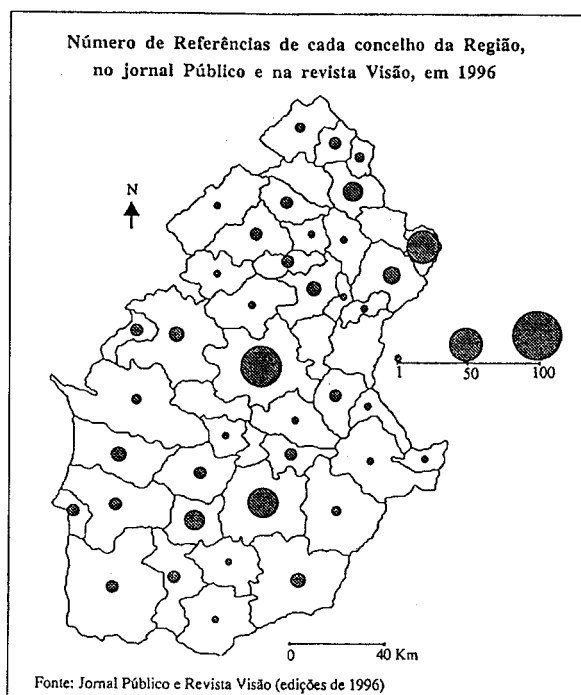 Número de Referências de cada concelho da Região,
no jornal Público e na revista Visão, em 1996
N
1
50
100
0
40 Km
Fonte: Jornal Público e Revista Visão (edições de 1996)